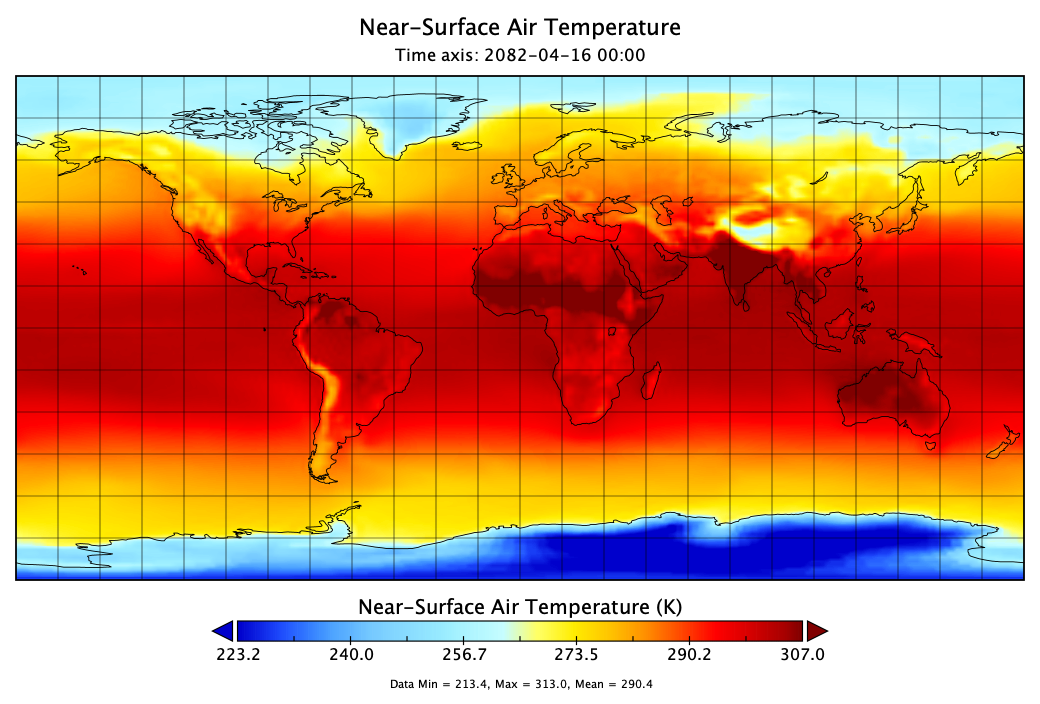 Near-Surface Air Temperature
Time axis: 2082-04-16 00:00
Near-Surface Air Temperature (K)
223.2 240.0 256.7 273.5 290.2 307.0
Data Min = 213.4, Max = 313.0, Mean = 290.4